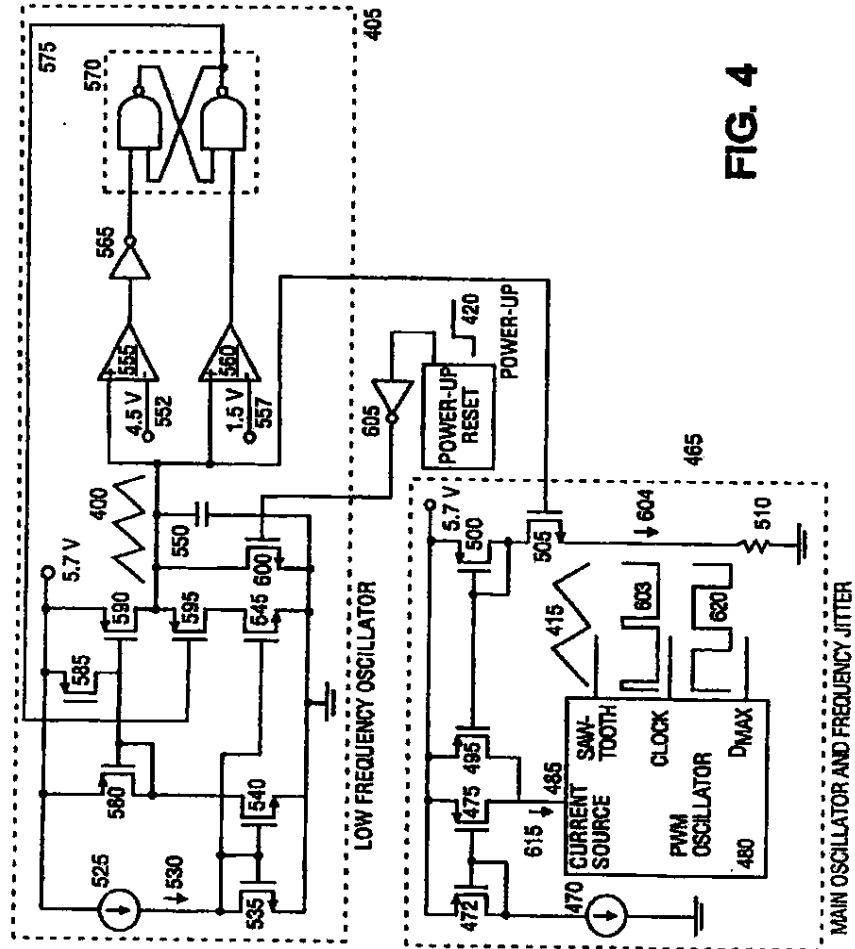 575
570
405
565
555
4.5 V
552
560
1.5 V
557
400
550
5.7 V
590
585
595
600
545
580
540
525
530
535
LOW FREQUENCY OSCILLATOR
605
POWER-UP
RESET
420
POWER-UP
465
5.7 V
500
505
604
510
495
475
472
615
485
470
CURRENT
SOURCE
SAW-
TOOTH
CLOCK
PWM
OSCILLATOR
DMAX
480
415
603
620
MAIN OSCILLATOR AND FREQUENCY JITTER
FIG. 4